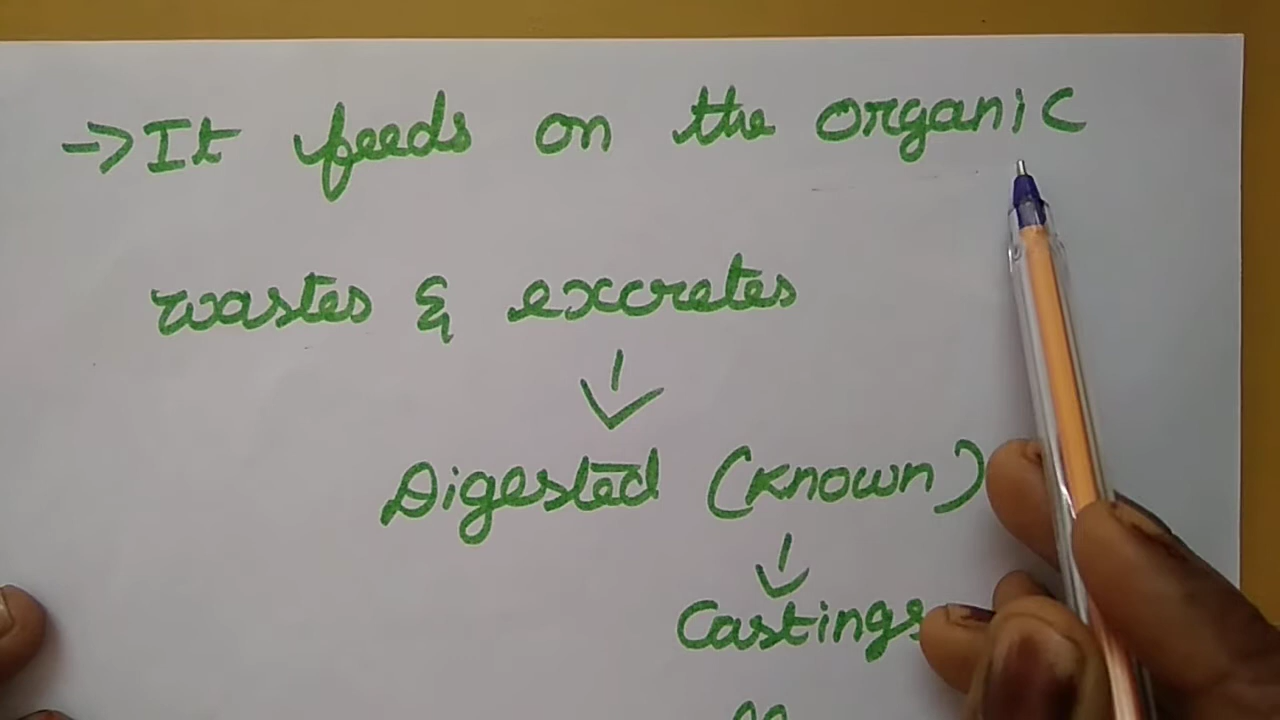 → It feeds on the organic
wastes & excretes
↓
Digested (known)
↓
Castings